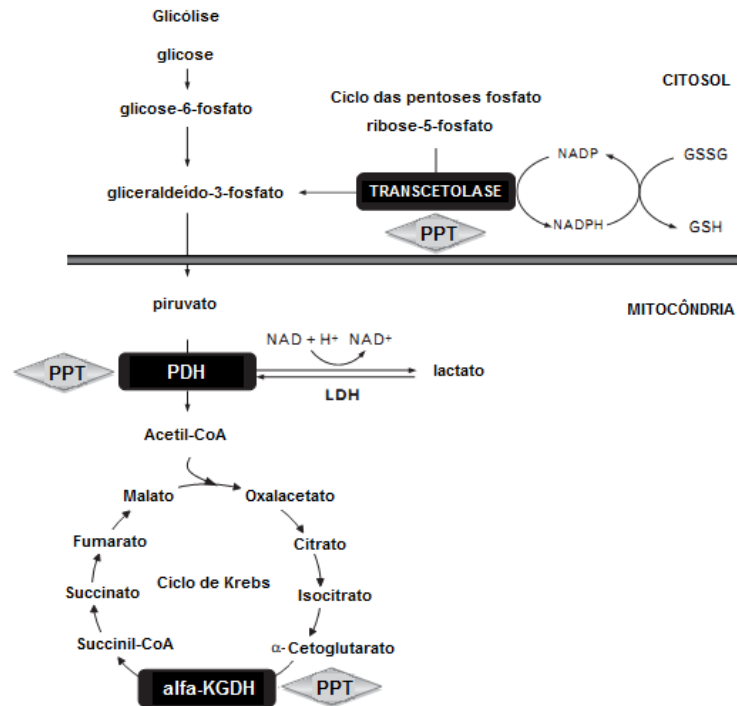 Glicólise
glicose
CITOSOL
glicose-6-fosfato
Ciclo das pentoses fosfato
ribose-5-fosfato
NADP
GSSG
gliceraldeído-3-fosfato
TRANSCETOLASE
PPT
NADPH
GSH
piruvato
MITOCÔNDRIA
NAD + H⁺ NAD⁺
PPT
PDH
lactato
LDH
Acetil-CoA
Malato
Oxalacetato
Fumarato
Citrato
Ciclo de Krebs
Succinato
Isocitrato
Succinil-CoA
α-Cetoglutarato
alfa-KGDH
PPT